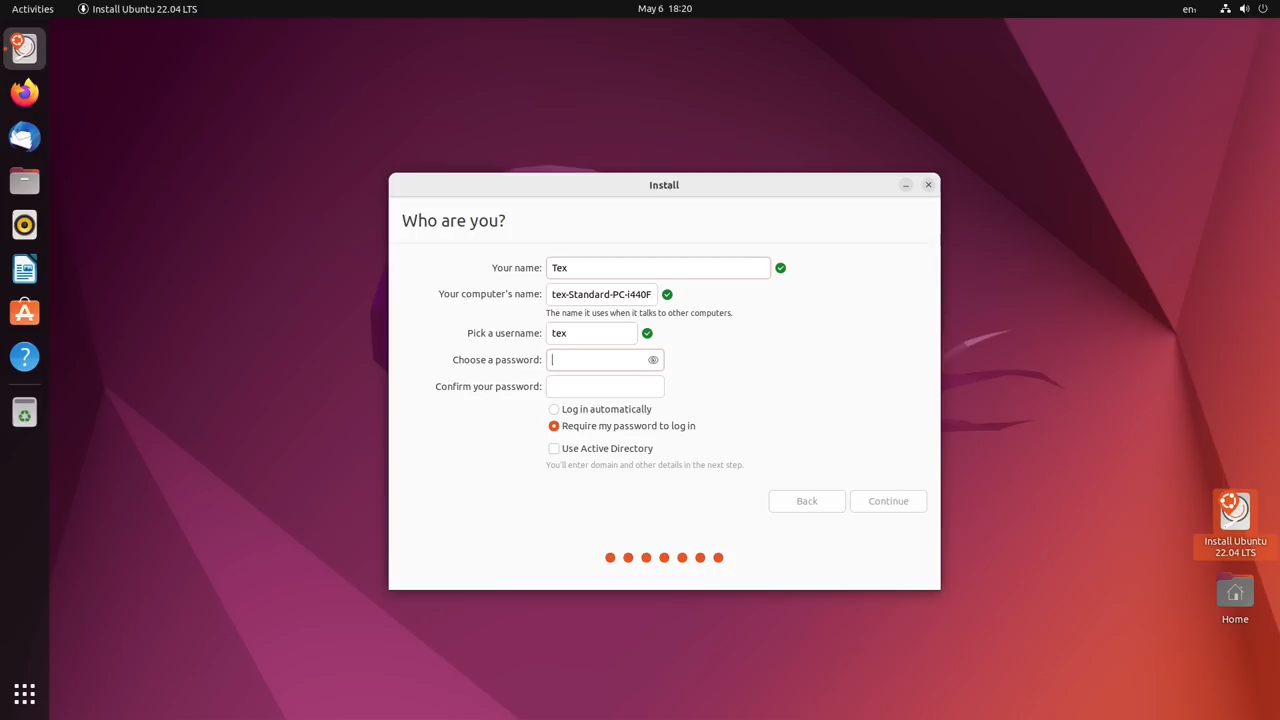 Activities
Install Ubuntu 22.04 LTS
May 6 18:20
en₁
Install
Who are you?
Your name:
Tex
Your computer's name:
tex-Standard-PC-i440F
The name it uses when it talks to other computers.
Pick a username:
tex
Choose a password:
Confirm your password:
Log in automatically
Require my password to log in
Use Active Directory
You'll enter domain and other details in the next step.
Back
Continue
Install Ubuntu
22.04 LTS
Home